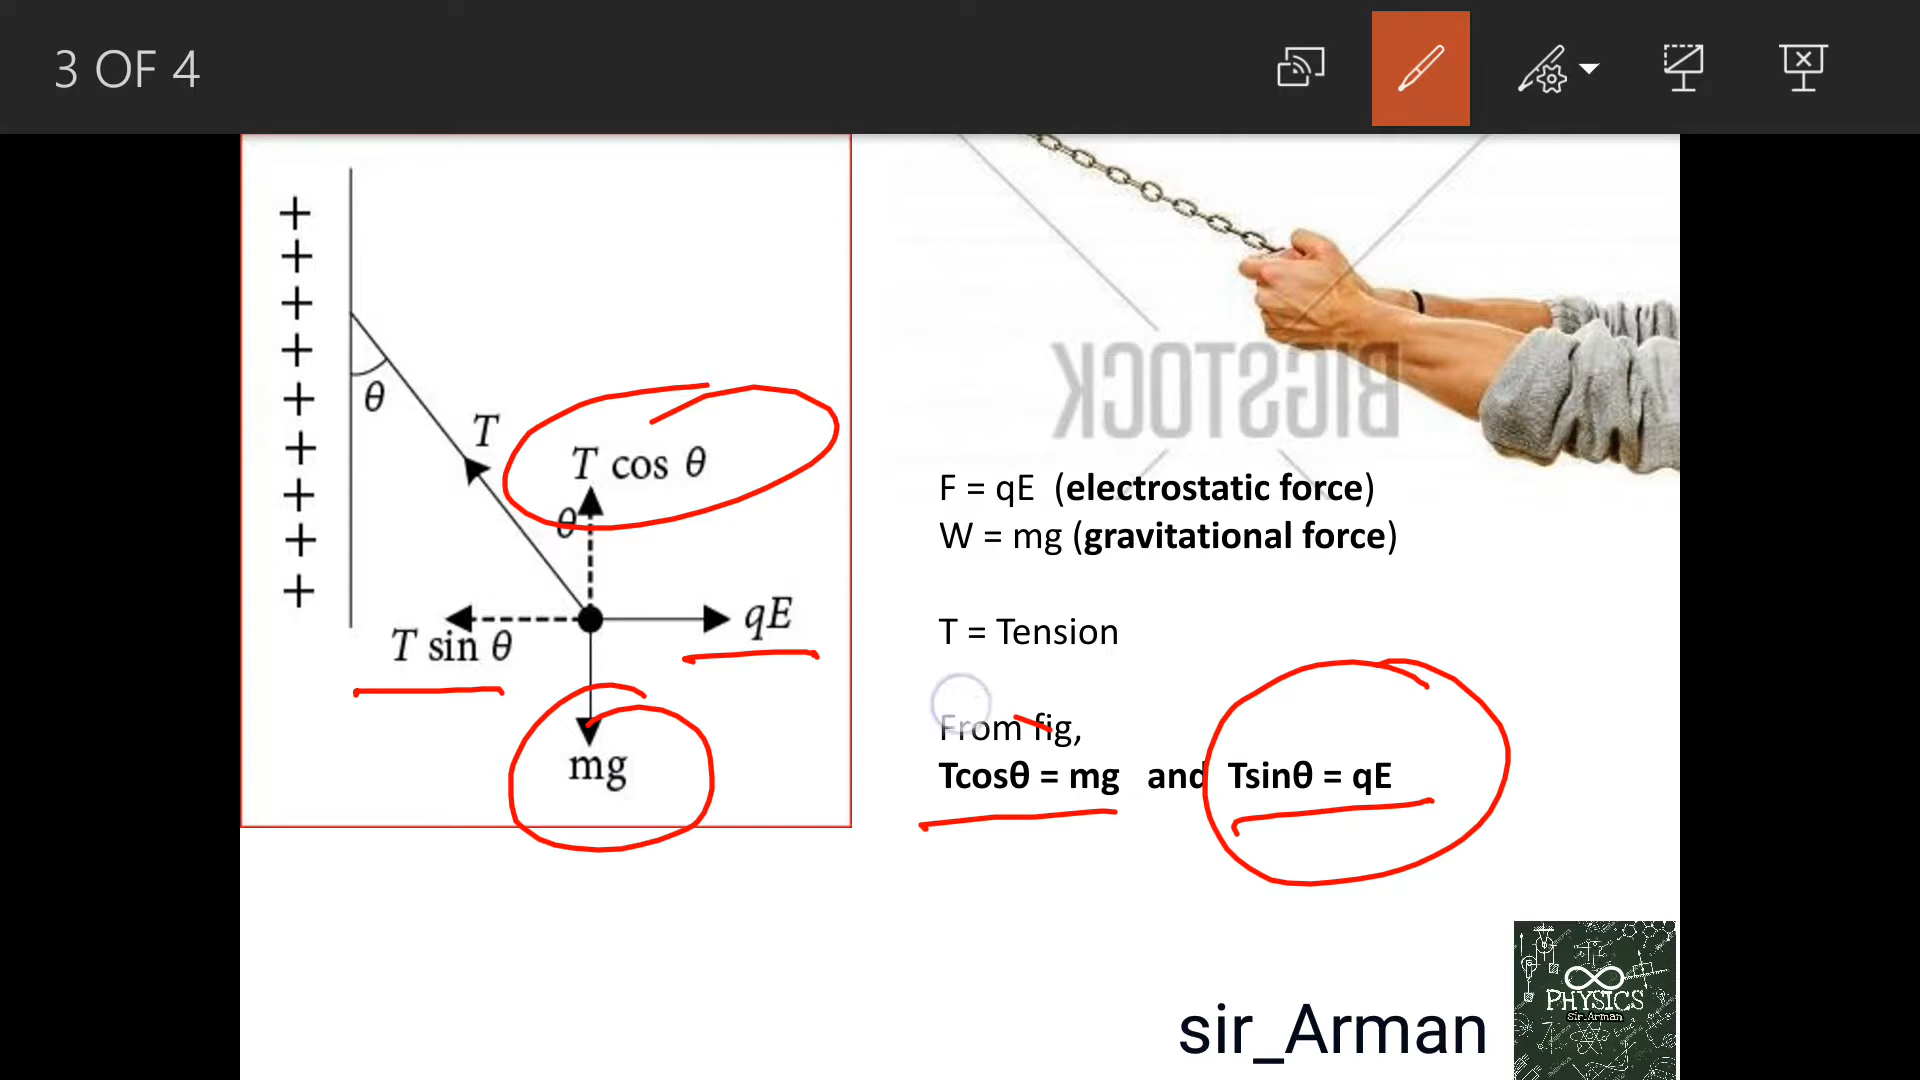 3 OF 4
+
+
+
+
+
+
+
+
+
θ
T
T cos θ
θ
T sin θ
qE
mg
BIGSTOCK
F = qE (electrostatic force)
W = mg (gravitational force)
T = Tension
From fig,
Tcosθ = mg and Tsinθ = qE
sir_Arman
PHYSICS
Sir_Arman